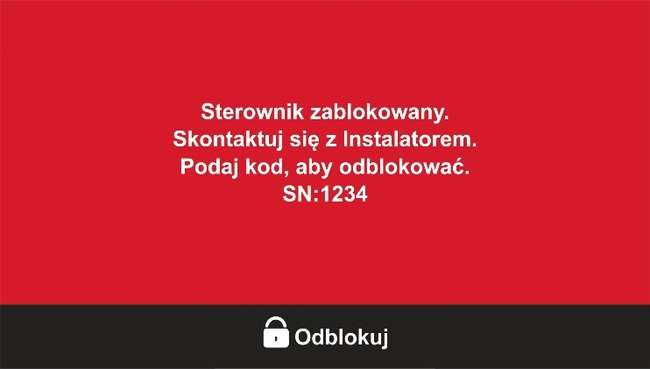 Sterownik zablokowany.
Skontaktuj się z Instalatorem.
Podaj kod, aby odblokować.
SN:1234
Odblokuj